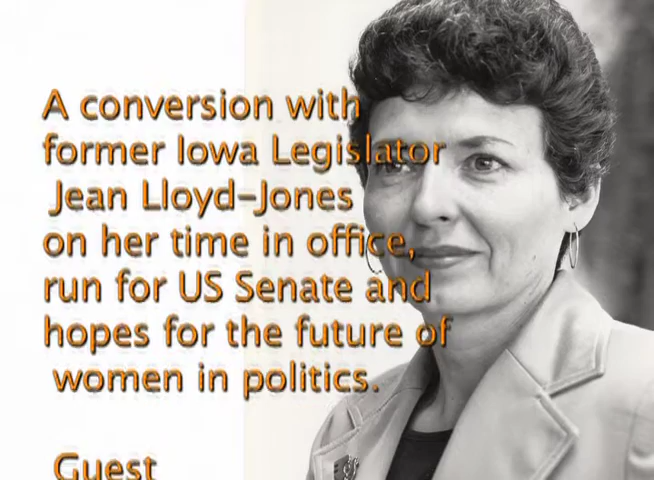 A conversion with
former Iowa Legislator
Jean Lloyd-Jones
on her time in office,
run for US Senate and
hopes for the future of
women in politics.
Guest